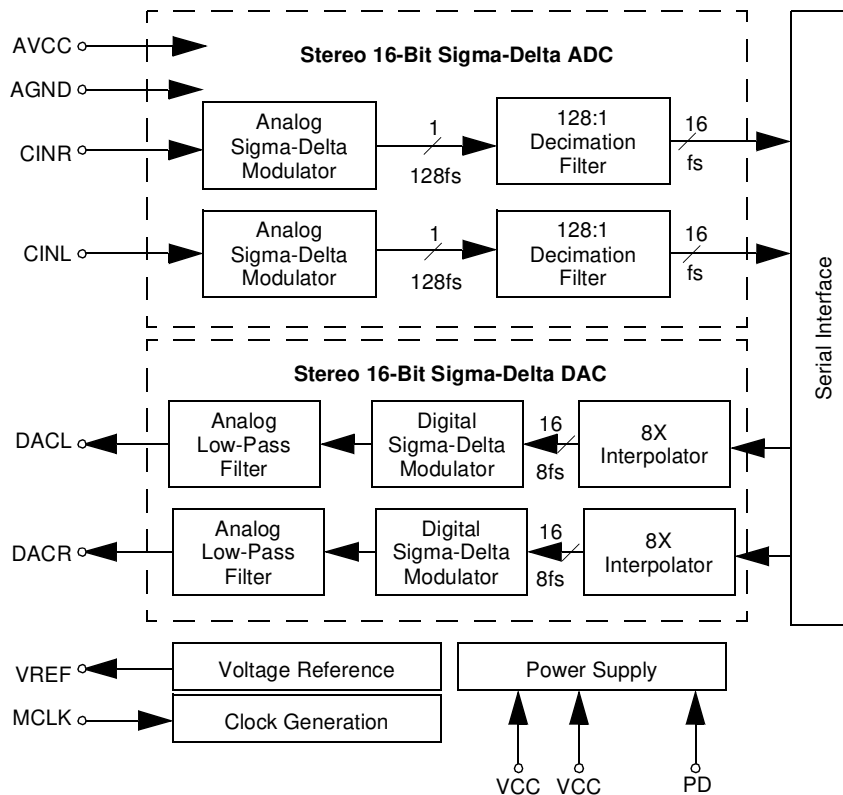 AVCC
Stereo 16-Bit Sigma-Delta ADC
AGND
CINR
Analog
Sigma-Delta
Modulator
1
128fs
128:1
Decimation
Filter
16
fs
CINL
Analog
Sigma-Delta
Modulator
1
128fs
128:1
Decimation
Filter
16
fs
Serial Interface
Stereo 16-Bit Sigma-Delta DAC
DACL
Analog
Low-Pass
Filter
Digital
Sigma-Delta
Modulator
16
8fs
8X
Interpolator
DACR
Analog
Low-Pass
Filter
Digital
Sigma-Delta
Modulator
16
8fs
8X
Interpolator
VREF
Voltage Reference
Power Supply
MCLK
Clock Generation
VCC
VCC
PD